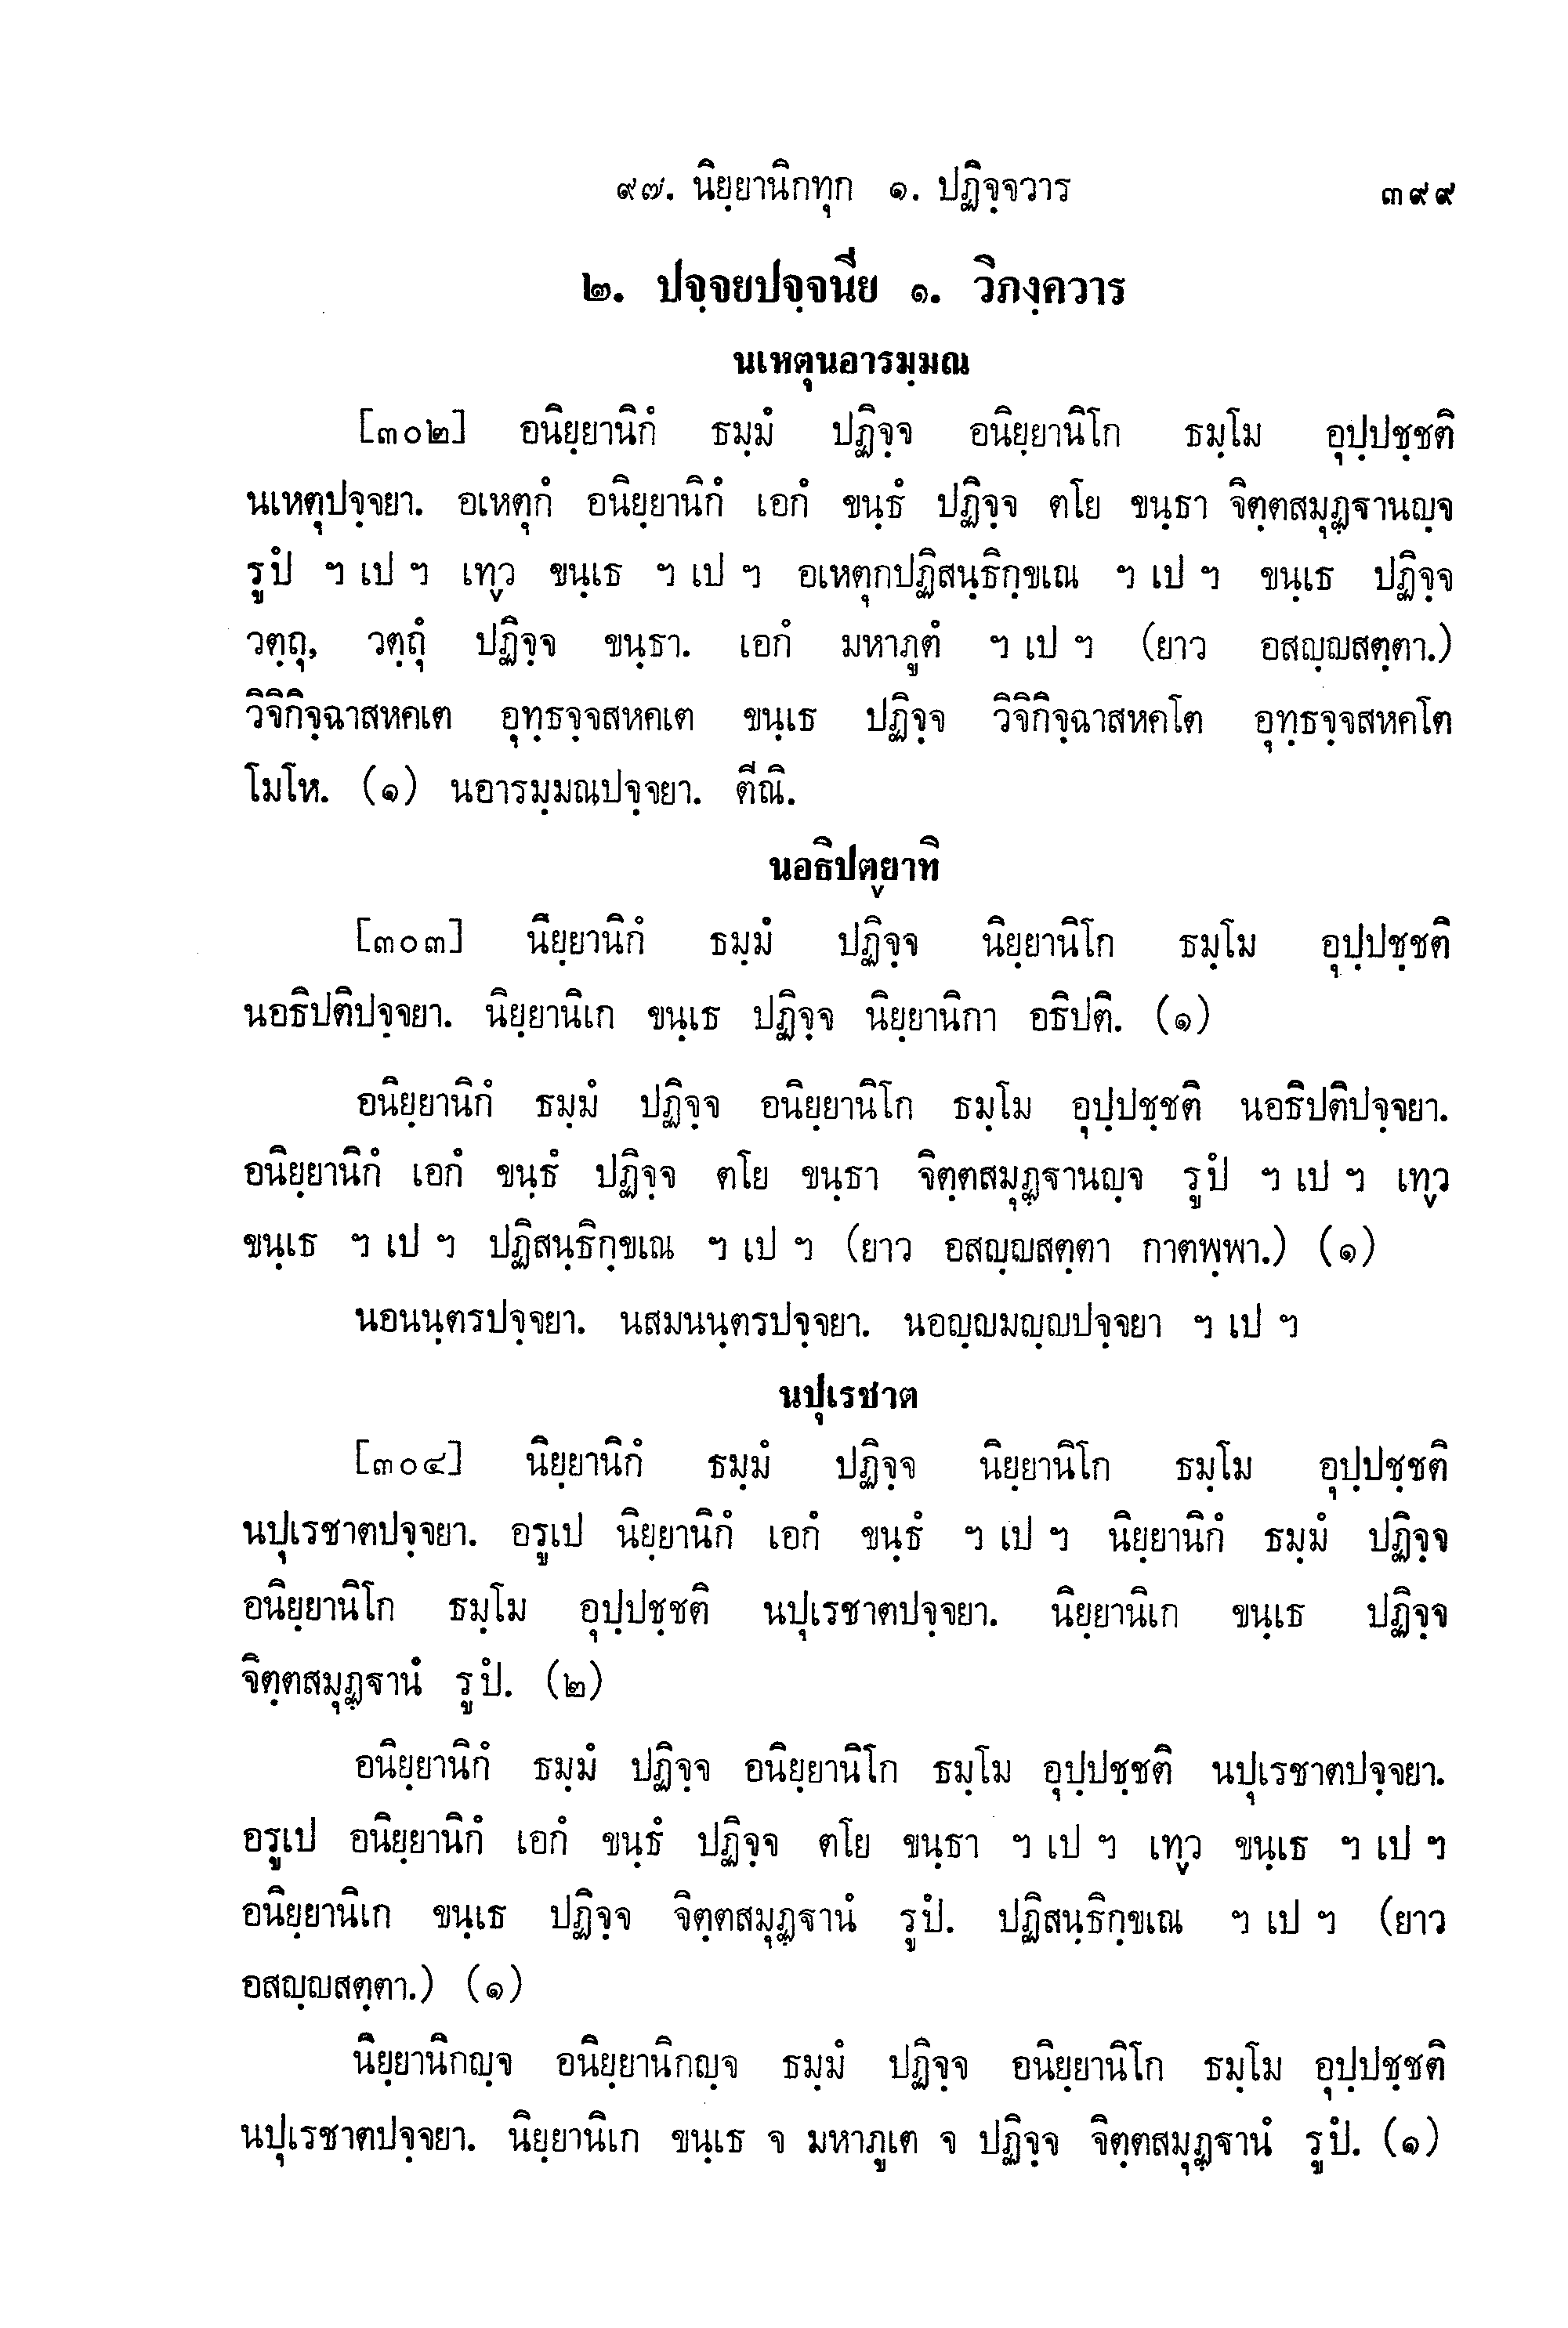 ๙๗. นิยฺยานิกทุก ๑. ปฏิจฺจวาร ๓๙๙
๒. ปจฺจยปจฺจนีย ๑. วิภงฺควาร
นเหตุนอารมฺมณ
[๓๐๒] อนิยฺยานิกํ ธมฺมํ ปฏิจฺจ อนิยฺยานิโก ธมฺโม อุปฺปชฺชติ
นเหตุปจฺจยา. อเหตุกํ อนิยฺยานิกํ เอกํ ขนฺธํ ปฏิจฺจ ตโย ขนฺธา จิตฺตสมุฏฺฐานญฺจ
รูปํ ฯ เป ฯ เทฺว ขนฺเธ ฯ เป ฯ อเหตุกปฏิสนฺธิกฺขเณ ฯ เป ฯ ขนฺเธ ปฏิจฺจ
วตฺถุ, วตฺถุํ ปฏิจฺจ ขนฺธา. เอกํ มหาภูตํ ฯ เป ฯ (ยาว อสญฺญสตฺตา.)
วิจิกิจฺฉาสหคเต อุทฺธจฺจสหคเต ขนฺเธ ปฏิจฺจ วิจิกิจฺฉาสหคโต อุทฺธจฺจสหคโต
โมโห. (๑) นอารมฺมณปจฺจยา. ตีณิ.
นอธิปตฺยาทิ
[๓๐๓] นิยฺยานิกํ ธมฺมํ ปฏิจฺจ นิยฺยานิโก ธมฺโม อุปฺปชฺชติ
นอธิปติปจฺจยา. นิยฺยานิเก ขนฺเธ ปฏิจฺจ นิยฺยานิกา อธิปติ. (๑)
อนิยฺยานิกํ ธมฺมํ ปฏิจฺจ อนิยฺยานิโก ธมฺโม อุปฺปชฺชติ นอธิปติปจฺจยา.
อนิยฺยานิกํ เอกํ ขนฺธํ ปฏิจฺจ ตโย ขนฺธา จิตฺตสมุฏฺฐานญฺจ รูปํ ฯ เป ฯ เทฺว
ขนฺเธ ฯ เป ฯ ปฏิสนฺธิกฺขเณ ฯ เป ฯ (ยาว อสญฺญสตฺตา กาตพฺพา.) (๑)
นอนนฺตรปจฺจยา. นสมนนฺตรปจฺจยา. นอญฺญมญฺญปจฺจยา ฯ เป ฯ
นปุเรชาต
[๓๐๔] นิยฺยานิกํ ธมฺมํ ปฏิจฺจ นิยฺยานิโก ธมฺโม อุปฺปชฺชติ
นปุเรชาตปจฺจยา. อรูเป นิยฺยานิกํ เอกํ ขนฺธํ ฯ เป ฯ นิยฺยานิกํ ธมฺมํ ปฏิจฺจ
อนิยฺยานิโก ธมฺโม อุปฺปชฺชติ นปุเรชาตปจฺจยา. นิยฺยานิเก ขนฺเธ ปฏิจฺจ
จิตฺตสมุฏฺฐานํ รูปํ. (๒)
อนิยฺยานิกํ ธมฺมํ ปฏิจฺจ อนิยฺยานิโก ธมฺโม อุปฺปชฺชติ นปุเรชาตปจฺจยา.
อรูเป อนิยฺยานิกํ เอกํ ขนฺธํ ปฏิจฺจ ตโย ขนฺธา ฯ เป ฯ เทฺว ขนฺเธ ฯ เป ฯ
อนิยฺยานิเก ขนฺเธ ปฏิจฺจ จิตฺตสมุฏฺฐานํ รูปํ. ปฏิสนฺธิกฺขเณ ฯ เป ฯ (ยาว
อสญฺญสตฺตา.) (๑)
นิยฺยานิกญฺจ อนิยฺยานิกญฺจ ธมฺมํ ปฏิจฺจ อนิยฺยานิโก ธมฺโม อุปฺปชฺชติ
นปุเรชาตปจฺจยา. นิยฺยานิเก ขนฺเธ จ มหาภูเต จ ปฏิจฺจ จิตฺตสมุฏฺฐานํ รูปํ. (๑)